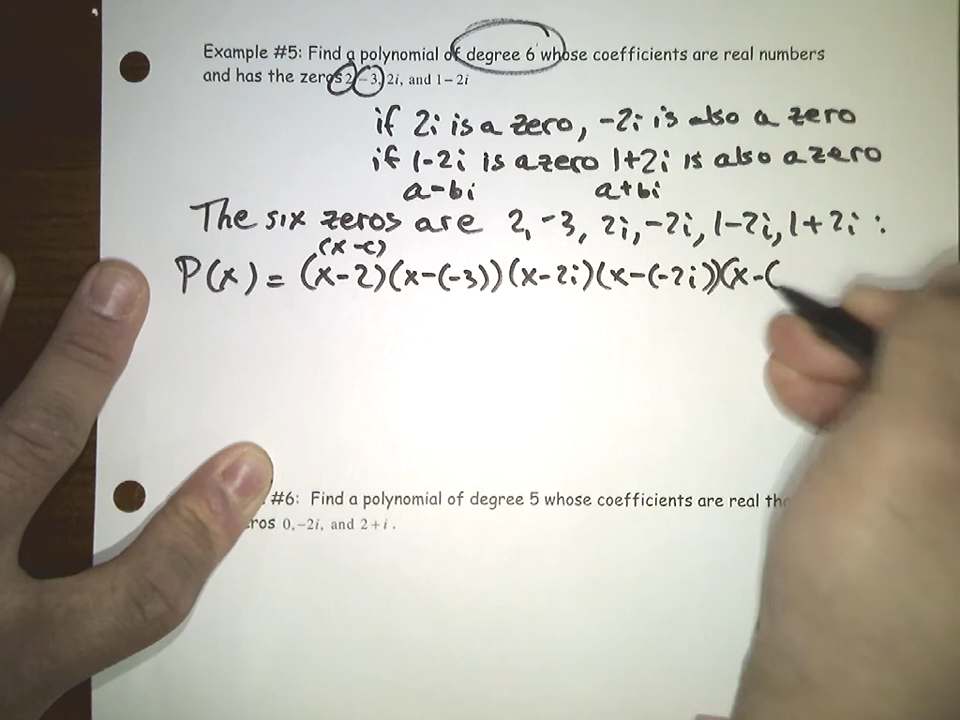 Example #5: Find a polynomial of degree 6 whose coefficients are real numbers
and has the zeros 2, -3, 2i, and 1-2i
if 2i is a zero, -2i is also a zero
if 1-2i is a zero 1+2i is also a zero
a-bi a+bi
The six zeros are 2, -3, 2i, -2i, 1-2i, 1+2i :
(x-c)
P(x) = (x-2)(x-(-3))(x-2i)(x-(-2i))(x-(
#6: Find a polynomial of degree 5 whose coefficients are real
0, -2i, and 2+i.